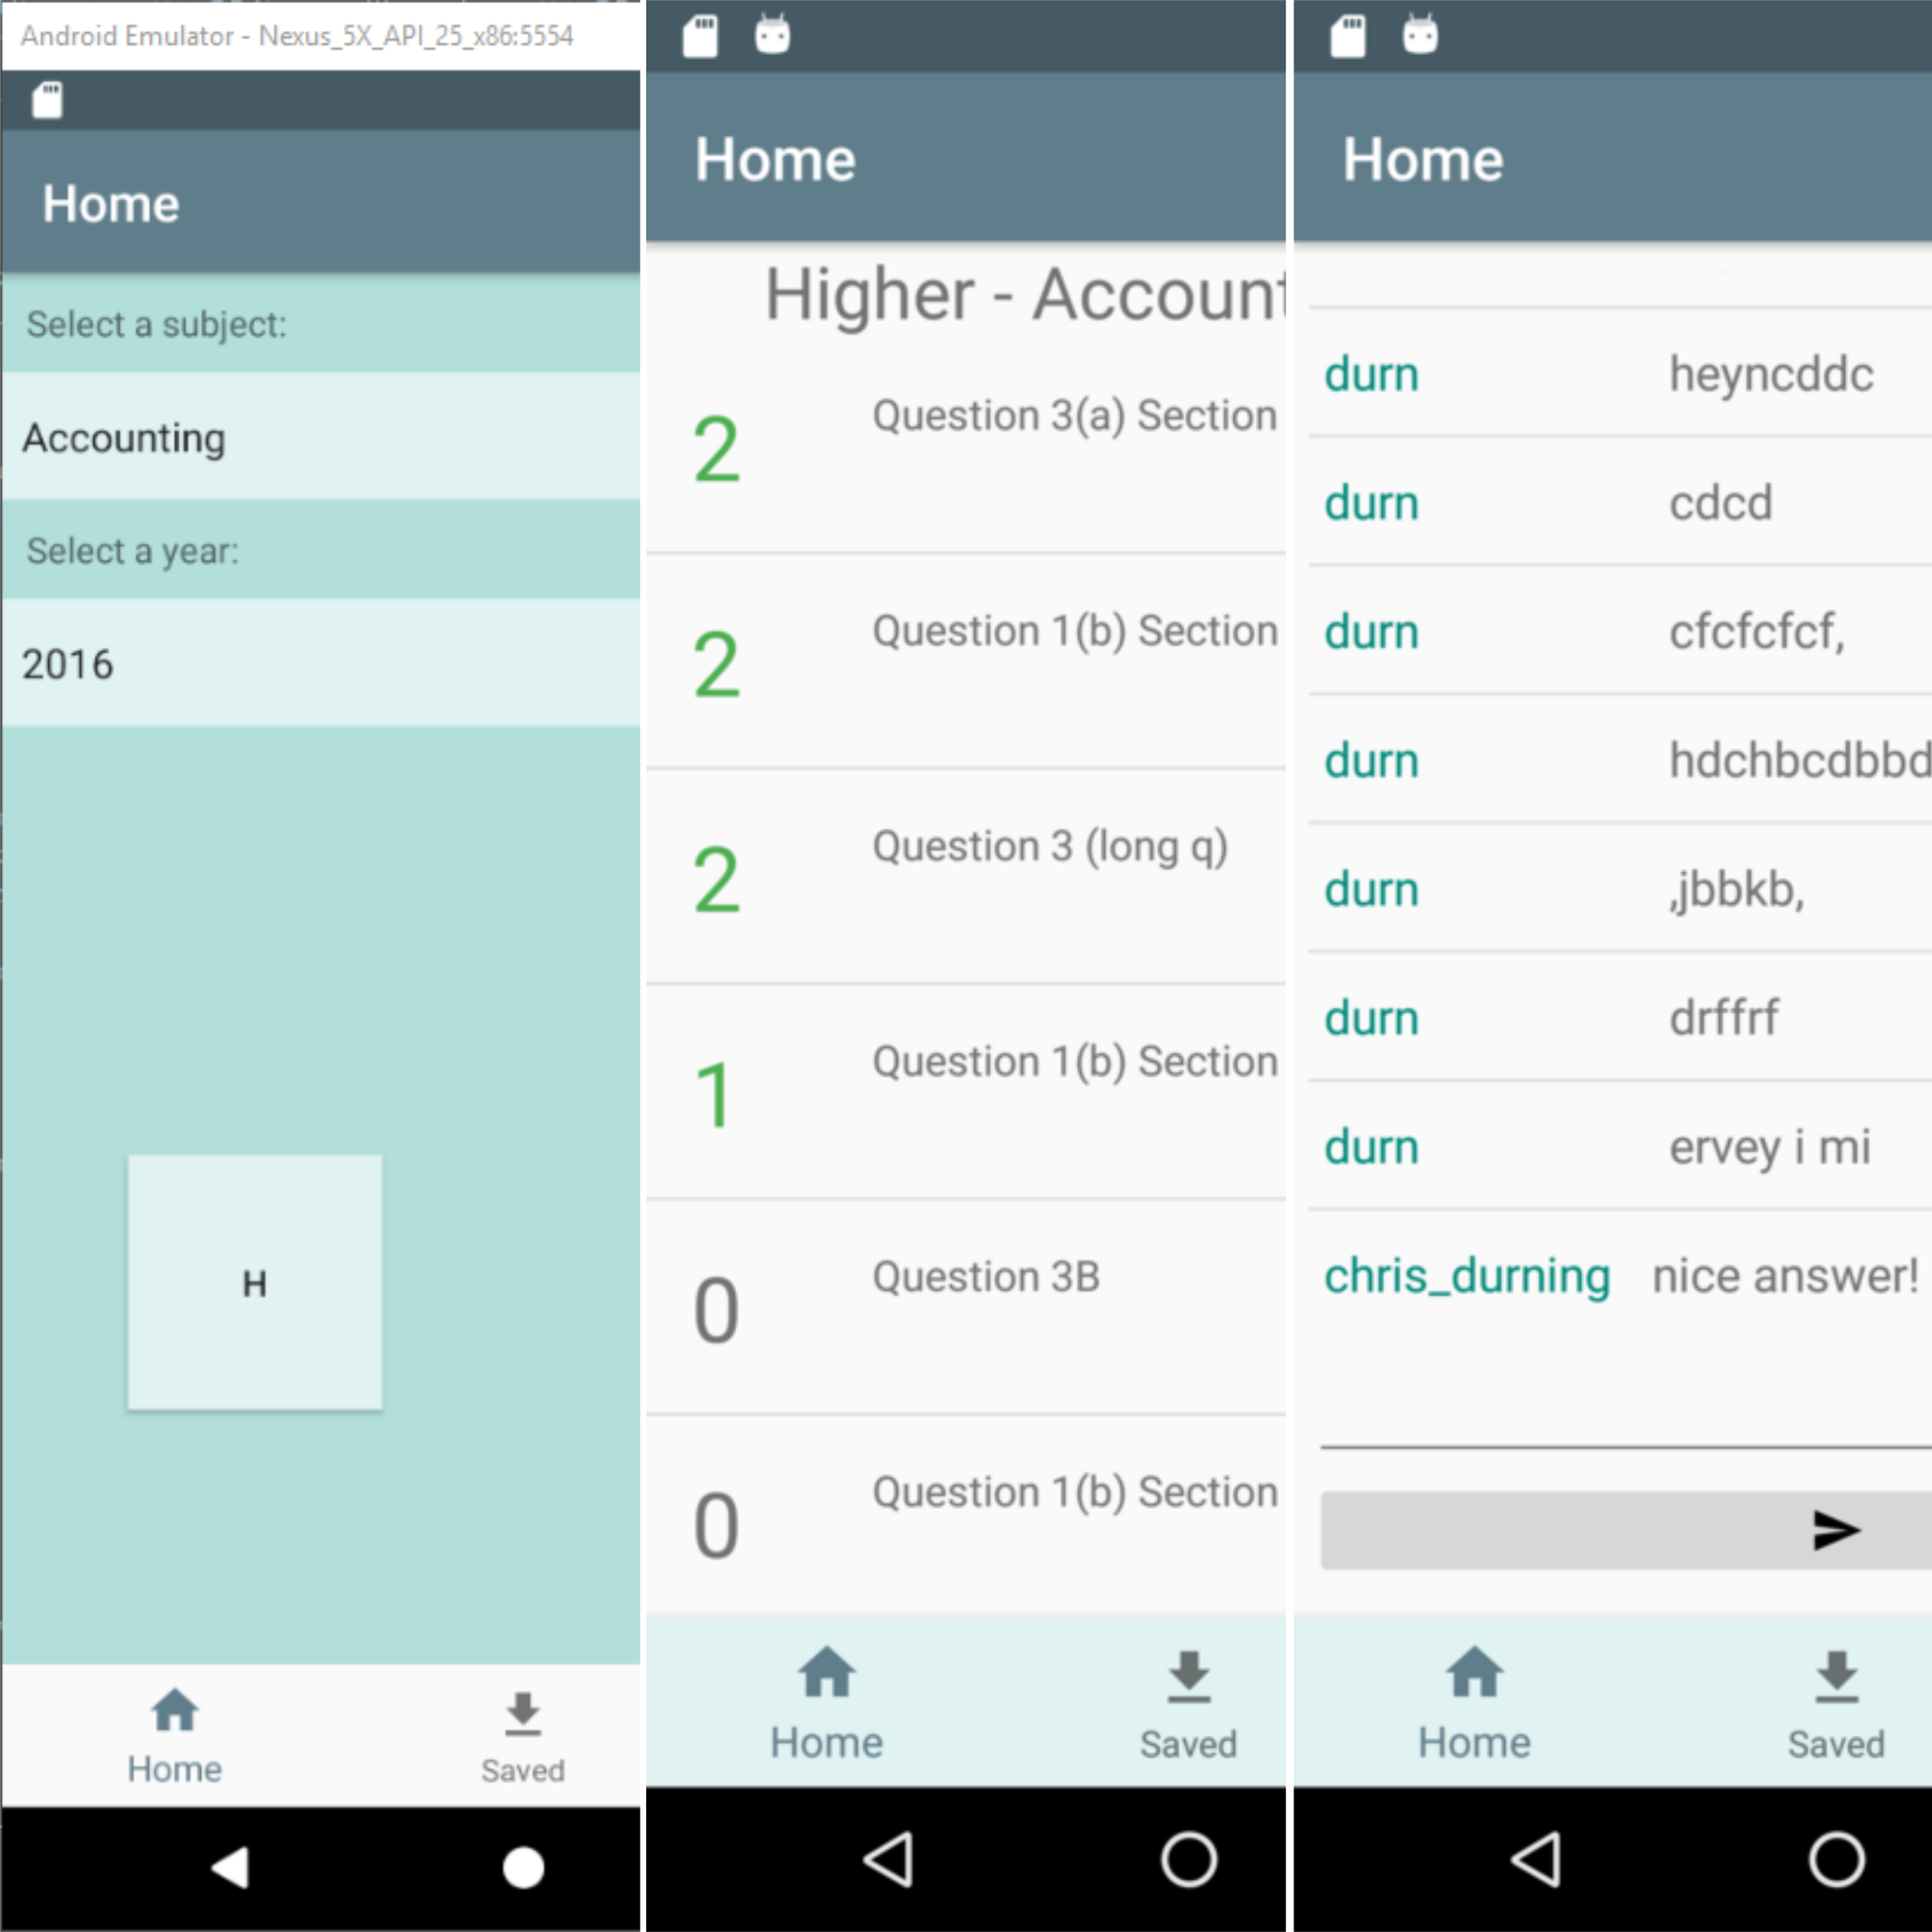 Android Emulator - Nexus_5X_API_25_x86:5554
Home
Select a subject:
Accounting
Select a year:
2016
H
Home
Saved
Home
Higher - Account
2
Question 3(a) Section
2
Question 1(b) Section
2
Question 3 (long q)
1
Question 1(b) Section
0
Question 3B
0
Question 1(b) Section
Home
Saved
Home
durn heyncddc
durn cdcd
durn cfcfcfcf,
durn hdchbcdbbd
durn ,jbbkb,
durn drffrf
durn ervey i mi
chris_durning nice answer!
Home
Saved